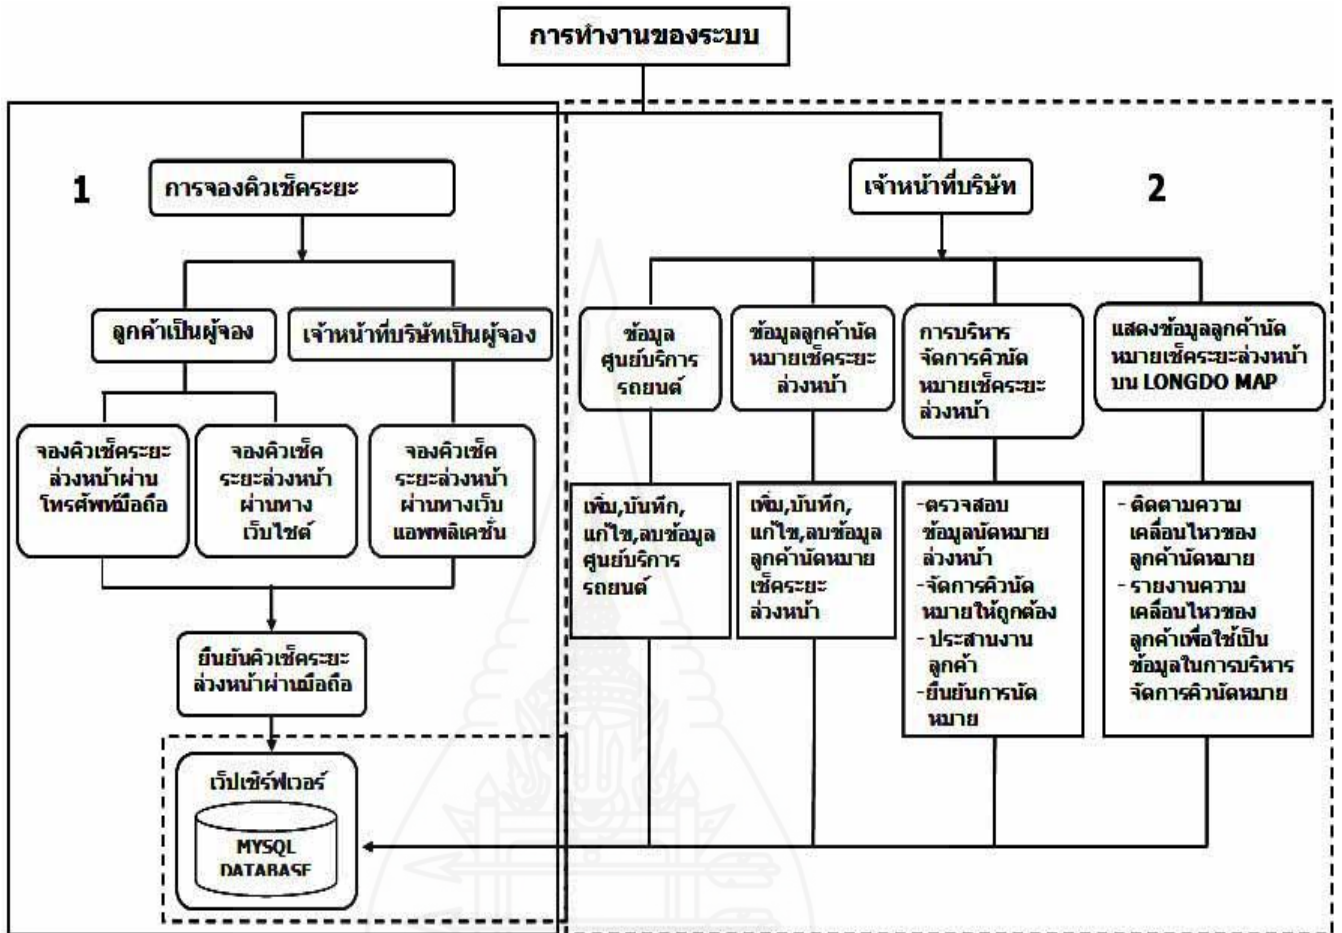 การทำงานของระบบ
1
การจองคิวเช็คระยะ
ลูกค้าเป็นผู้จอง
เจ้าหน้าที่บริษัทเป็นผู้จอง
จองคิวเช็คระยะ
ล่วงหน้าผ่าน
โทรศัพท์มือถือ
จองคิวเช็ค
ระยะล่วงหน้า
ผ่านทาง
เว็บไซต์
จองคิวเช็ค
ระยะล่วงหน้า
ผ่านทางเว็บ
แอพพลิเคชั่น
ยืนยันคิวเช็คระยะ
ล่วงหน้าผ่านมือถือ
เว็ปเซิร์ฟเวอร์
MYSQL
DATABASE
เจ้าหน้าที่บริษัท
2
ข้อมูล
ศูนย์บริการ
รถยนต์
ข้อมูลลูกค้านัด
หมายเช็คระยะ
ล่วงหน้า
การบริหาร
จัดการคิวนัด
หมายเช็คระยะ
ล่วงหน้า
แสดงข้อมูลลูกค้านัด
หมายเช็คระยะล่วงหน้า
บน LONGDO MAP
เพิ่ม,บันทึก,
แก้ไข,ลบข้อมูล
ศูนย์บริการ
รถยนต์
เพิ่ม,บันทึก,
แก้ไข,ลบข้อมูล
ลูกค้านัดหมาย
เช็คระยะ
ล่วงหน้า
-ตรวจสอบ
ข้อมูลนัดหมาย
ล่วงหน้า
-จัดการคิวนัด
หมายให้ถูกต้อง
- ประสานงาน
ลูกค้า
-ยืนยันการนัด
หมาย
- ติดตามความ
เคลื่อนไหวของ
ลูกค้านัดหมาย
- รายงานความ
เคลื่อนไหวของ
ลูกค้าเพื่อใช้เป็น
ข้อมูลในการบริหาร
จัดการคิวนัดหมาย